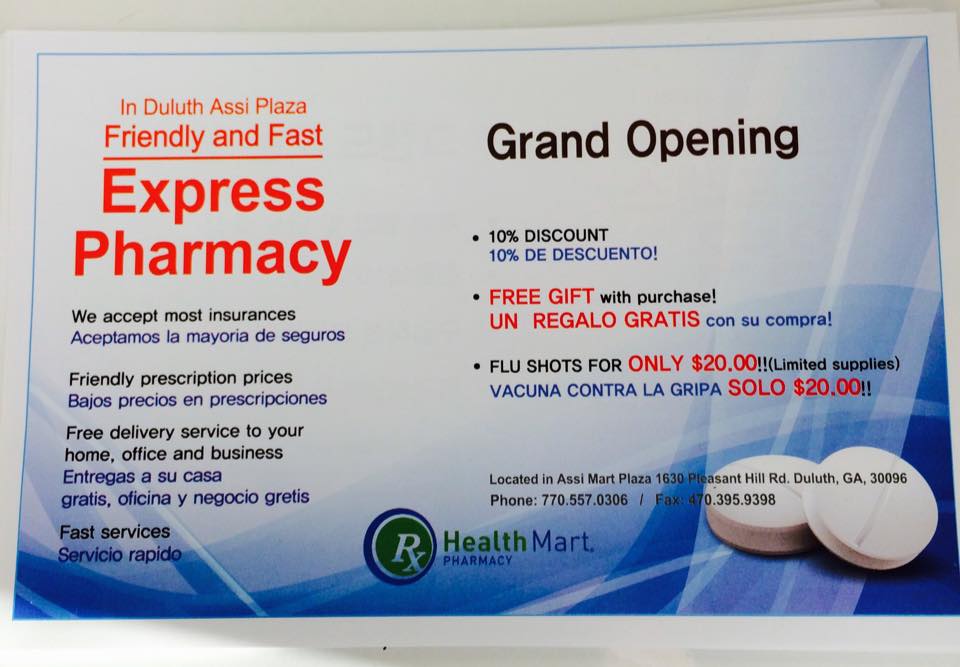 In Duluth Assi Plaza
Friendly and Fast
Express
Pharmacy
We accept most insurances
Aceptamos la mayoria de seguros
Friendly prescription prices
Bajos precios en prescripciones
Free delivery service to your
home, office and business
Entregas a su casa
gratis, oficina y negocio gretis
Fast services
Servicio rapido
Grand Opening
• 10% DISCOUNT
10% DE DESCUENTO!
• FREE GIFT with purchase!
UN REGALO GRATIS con su compra!
• FLU SHOTS FOR ONLY $20.00!!(Limited supplies)
VACUNA CONTRA LA GRIPA SOLO $20.00!!
Located in Assi Mart Plaza 1630 Pleasant Hill Rd. Duluth, GA, 30096
Phone: 770.557.0306 / Fax: 470.395.9398
Rx
HealthMart.
PHARMACY